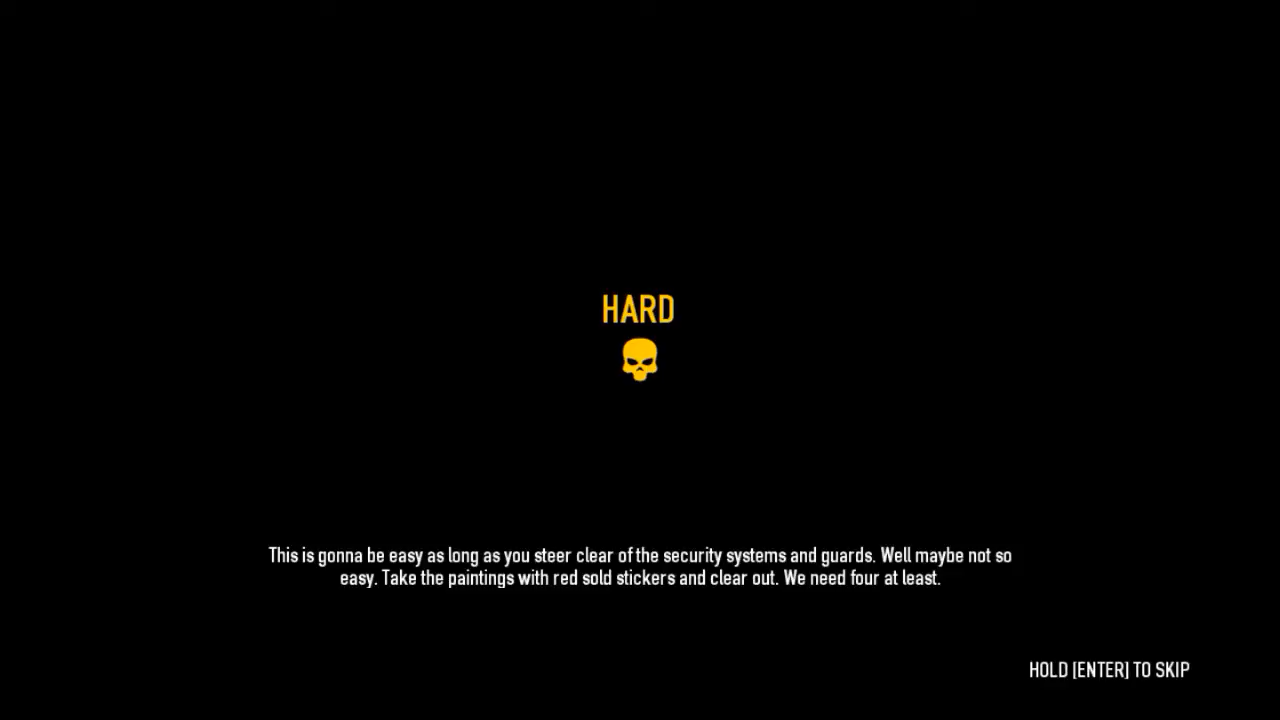 HARD
This is gonna be easy as long as you steer clear of the security systems and guards. Well maybe not so
easy. Take the paintings with red sold stickers and clear out. We need four at least.
HOLD [ENTER] TO SKIP